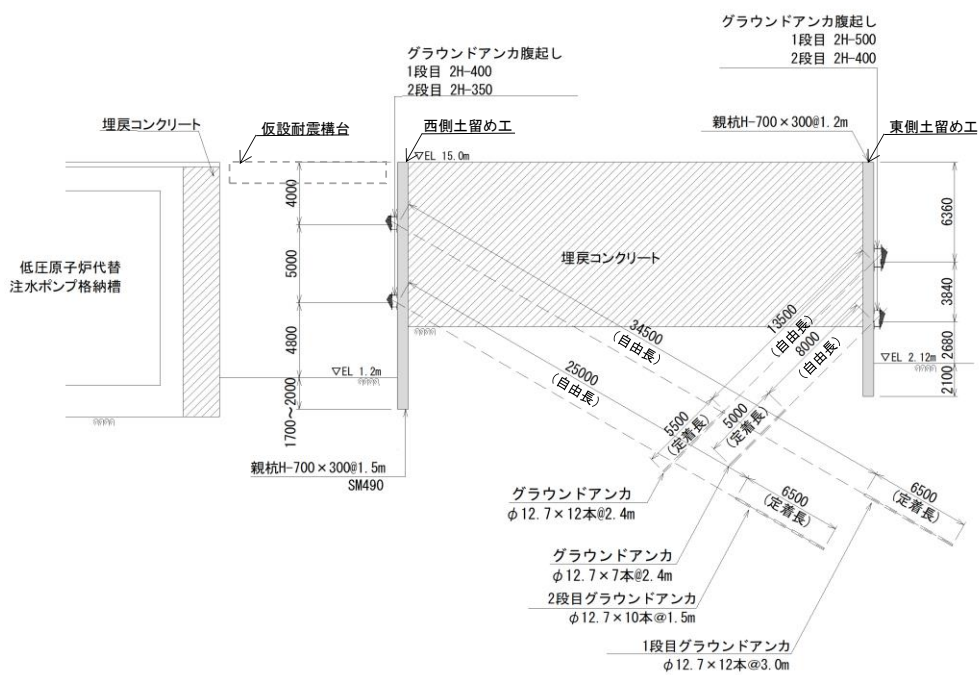 グラウンドアンカ腹起し
1段目 2H-500
2段目 2H-400
グラウンドアンカ腹起し
1段目 2H-400
2段目 2H-350
埋戻コンクリート
仮設耐震構台
西側土留め工
親杭H-700×300@1.2m
東側土留め工
▽EL 15.0m
4000
5000
4800
1700~2000
▽EL 1.2m
低圧原子炉代替
注水ポンプ格納槽
埋戻コンクリート
6360
3840
2680
2100
▽EL 2.12m
34500
(自由長)
25000
(自由長)
13500
(自由長)
8000
(自由長)
5500
(定着長)
5000
(定着長)
6500
(定着長)
6500
(定着長)
親杭H-700×300@1.5m
SM490
グラウンドアンカ
φ12.7×12本@2.4m
グラウンドアンカ
φ12.7×7本@2.4m
2段目グラウンドアンカ
φ12.7×10本@1.5m
1段目グラウンドアンカ
φ12.7×12本@3.0m